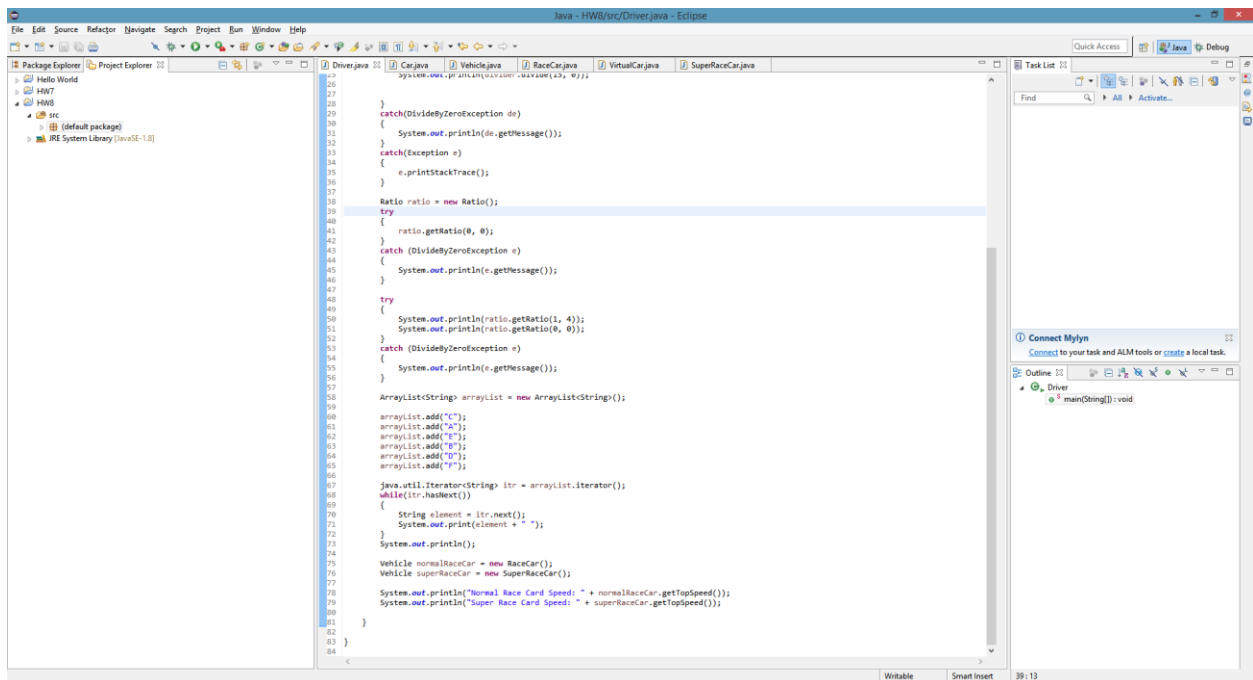 Java - HW8/src/Driver.java - Eclipse
File Edit Source Refactor Navigate Search Project Run Window Help
Quick Access
Java
Debug
Package Explorer
Project Explorer
Hello World
HW7
HW8
src
(default package)
JRE System Library [JavaSE-1.8]
Driver.java
Car.java
Vehicle.java
RaceCar.java
VirtualCar.java
SuperRaceCar.java
25 System.out.println(divider.divide(15, 0));
26
27
28 }
29 catch(DivideByZeroException de)
30 {
31 System.out.println(de.getMessage());
32 }
33 catch(Exception e)
34 {
35 e.printStackTrace();
36 }
37
38 Ratio ratio = new Ratio();
39 try
40 {
41 ratio.getRatio(0, 0);
42 }
43 catch (DivideByZeroException e)
44 {
45 System.out.println(e.getMessage());
46 }
47
48 try
49 {
50 System.out.println(ratio.getRatio(1, 4));
51 System.out.println(ratio.getRatio(0, 0));
52 }
53 catch (DivideByZeroException e)
54 {
55 System.out.println(e.getMessage());
56 }
57
58 ArrayList<String> arrayList = new ArrayList<String>();
59
60 arrayList.add("C");
61 arrayList.add("A");
62 arrayList.add("E");
63 arrayList.add("B");
64 arrayList.add("D");
65 arrayList.add("F");
66
67 java.util.Iterator<String> itr = arrayList.iterator();
68 while(itr.hasNext())
69 {
70 String element = itr.next();
71 System.out.print(element + " ");
72 }
73 System.out.println();
74
75 Vehicle normalRaceCar = new RaceCar();
76 Vehicle superRaceCar = new SuperRaceCar();
77
78 System.out.println("Normal Race Card Speed: " + normalRaceCar.getTopSpeed());
79 System.out.println("Super Race Card Speed: " + superRaceCar.getTopSpeed());
80
81 }
82
83 }
84
Task List
Find
All
Activate...
Connect Mylyn
Connect to your task and ALM tools or create a local task.
Outline
Driver
main(String[]) : void
Writable
Smart Insert
39 : 13